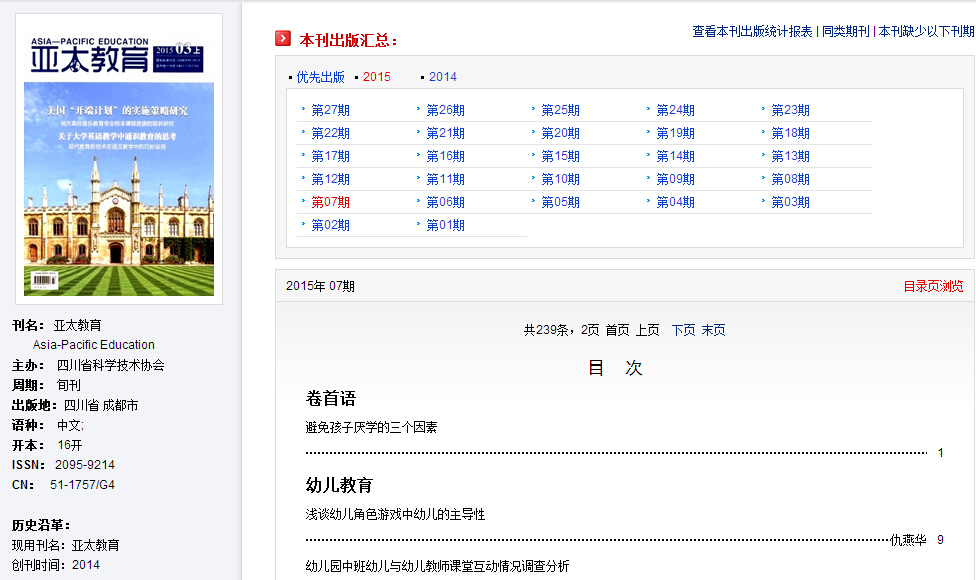 ASIA—PACIFIC EDUCATION
亚太教育
2015 03上
美国“开端计划”的实施策略研究
关于大学英语教学中通识教育的思考
刊名： 亚太教育
Asia-Pacific Education
主办： 四川省科学技术协会
周期： 旬刊
出版地：四川省 成都市
语种： 中文;
开本： 16开
ISSN： 2095-9214
CN： 51-1757/G4
历史沿革：
现用刊名：亚太教育
创刊时间：2014
查看本刊出版统计报表 | 同类期刊 | 本刊缺少以下刊期
本刊出版汇总：
优先出版 2015 2014
第27期 第26期 第25期 第24期 第23期
第22期 第21期 第20期 第19期 第18期
第17期 第16期 第15期 第14期 第13期
第12期 第11期 第10期 第09期 第08期
第07期 第06期 第05期 第04期 第03期
第02期 第01期
2015年 07期 目录页浏览
共239条，2页 首页 上页 下页 末页
目 次
卷首语
避免孩子厌学的三个因素
1
幼儿教育
浅谈幼儿角色游戏中幼儿的主导性
仇燕华 9
幼儿园中班幼儿与幼儿教师课堂互动情况调查分析